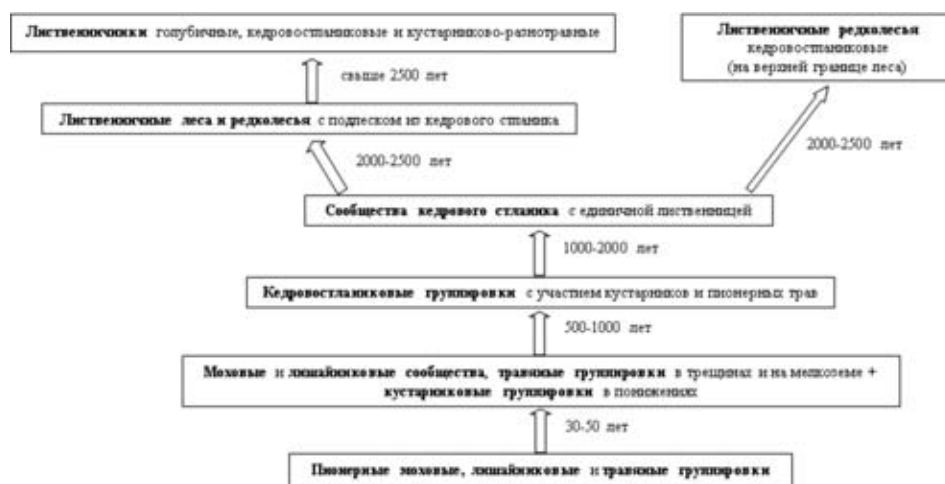 Лиственничники голубичные, кедровостланиковые и кустарниково-разнотравные
Лиственничные редколесья
кедровостланиковые
(на верхней границе леса)
свыше 2500 лет
Лиственничные леса и редколесья с подлеском из кедрового стланика
2000-2500 лет
2000-2500 лет
Сообщества кедрового стланика с единичной лиственницей
1000-2000 лет
Кедровостланиковые группировки с участием кустарников и пионерных трав
500-1000 лет
Моховые и лишайниковые сообщества, травяные группировки в трещинах и на мелкоземе +
кустарниковые группировки в понижениях
30-50 лет
Пионерные моховые, лишайниковые и травяные группировки